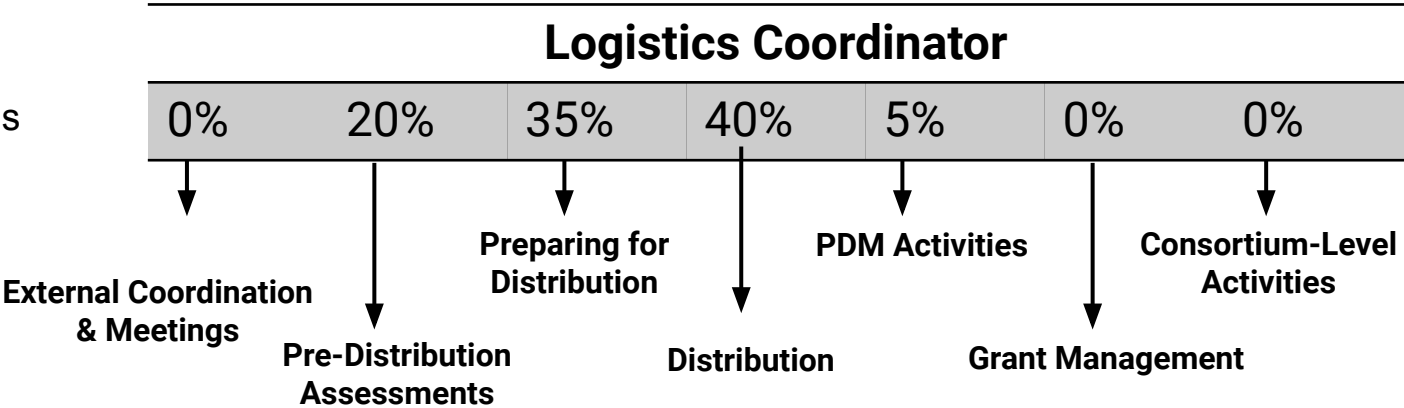 Logistics Coordinator
s 0% 20% 35% 40% 5% 0% 0%
External Coordination
& Meetings
Pre-Distribution
Assessments
Preparing for
Distribution
Distribution
PDM Activities
Grant Management
Consortium-Level
Activities